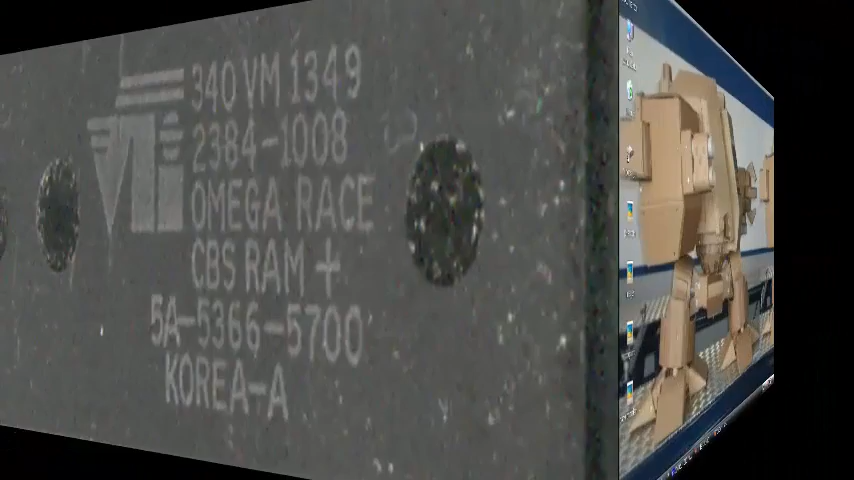 340 VM 1349
2384-1008
OMEGA RACE
CBS RAM +
5A-5366-5700
KOREA-A